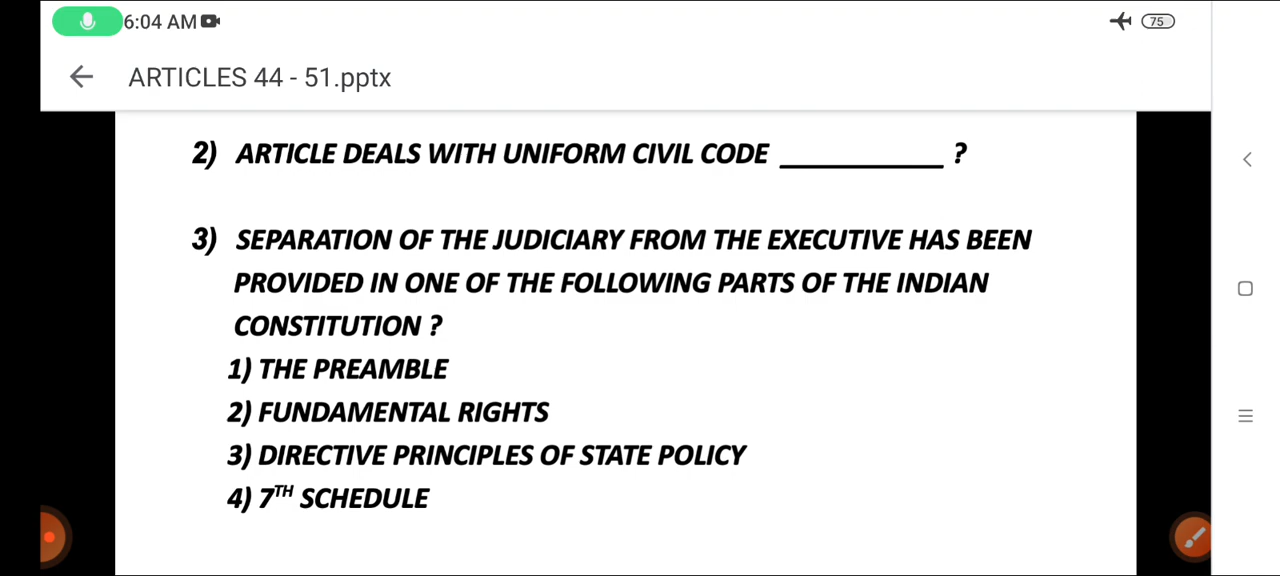 6:04 AM
75
ARTICLES 44 - 51.pptx
2) ARTICLE DEALS WITH UNIFORM CIVIL CODE ___________ ?
3) SEPARATION OF THE JUDICIARY FROM THE EXECUTIVE HAS BEEN
PROVIDED IN ONE OF THE FOLLOWING PARTS OF THE INDIAN
CONSTITUTION ?
1) THE PREAMBLE
2) FUNDAMENTAL RIGHTS
3) DIRECTIVE PRINCIPLES OF STATE POLICY
4) 7TH SCHEDULE